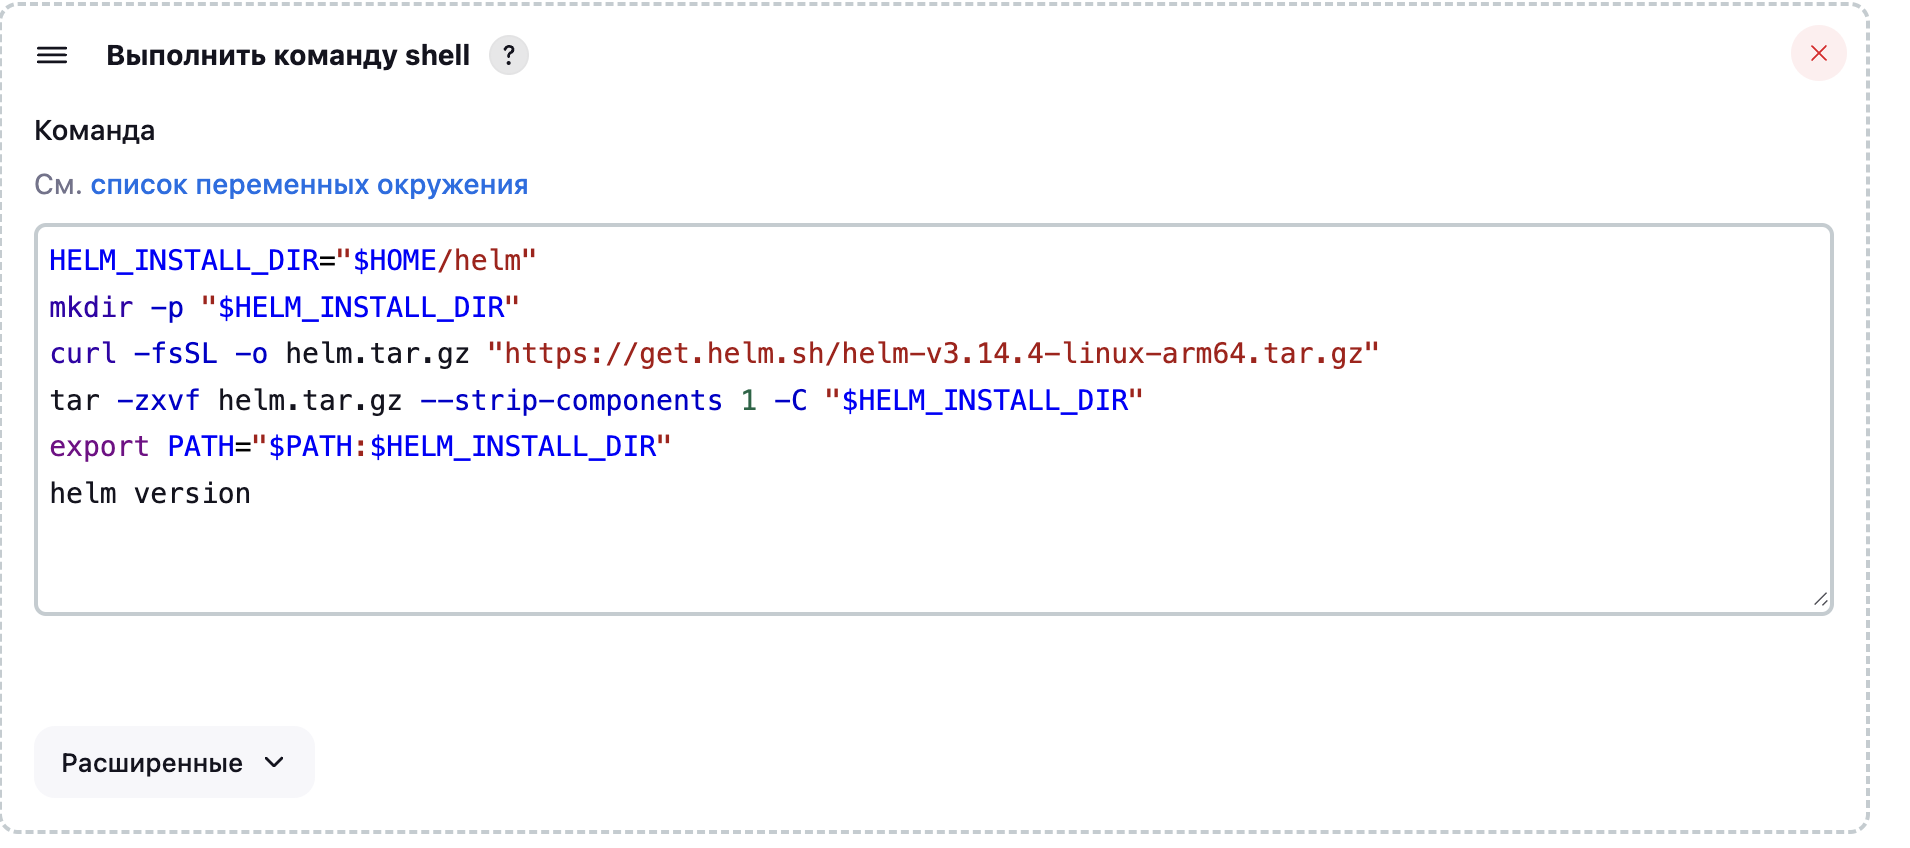 Выполнить команду shell ?
Команда
См. список переменных окружения
HELM_INSTALL_DIR="$HOME/helm"
mkdir -p "$HELM_INSTALL_DIR"
curl -fsSL -o helm.tar.gz "https://get.helm.sh/helm-v3.14.4-linux-arm64.tar.gz"
tar -zxvf helm.tar.gz --strip-components 1 -C "$HELM_INSTALL_DIR"
export PATH="$PATH:$HELM_INSTALL_DIR"
helm version
Расширенные